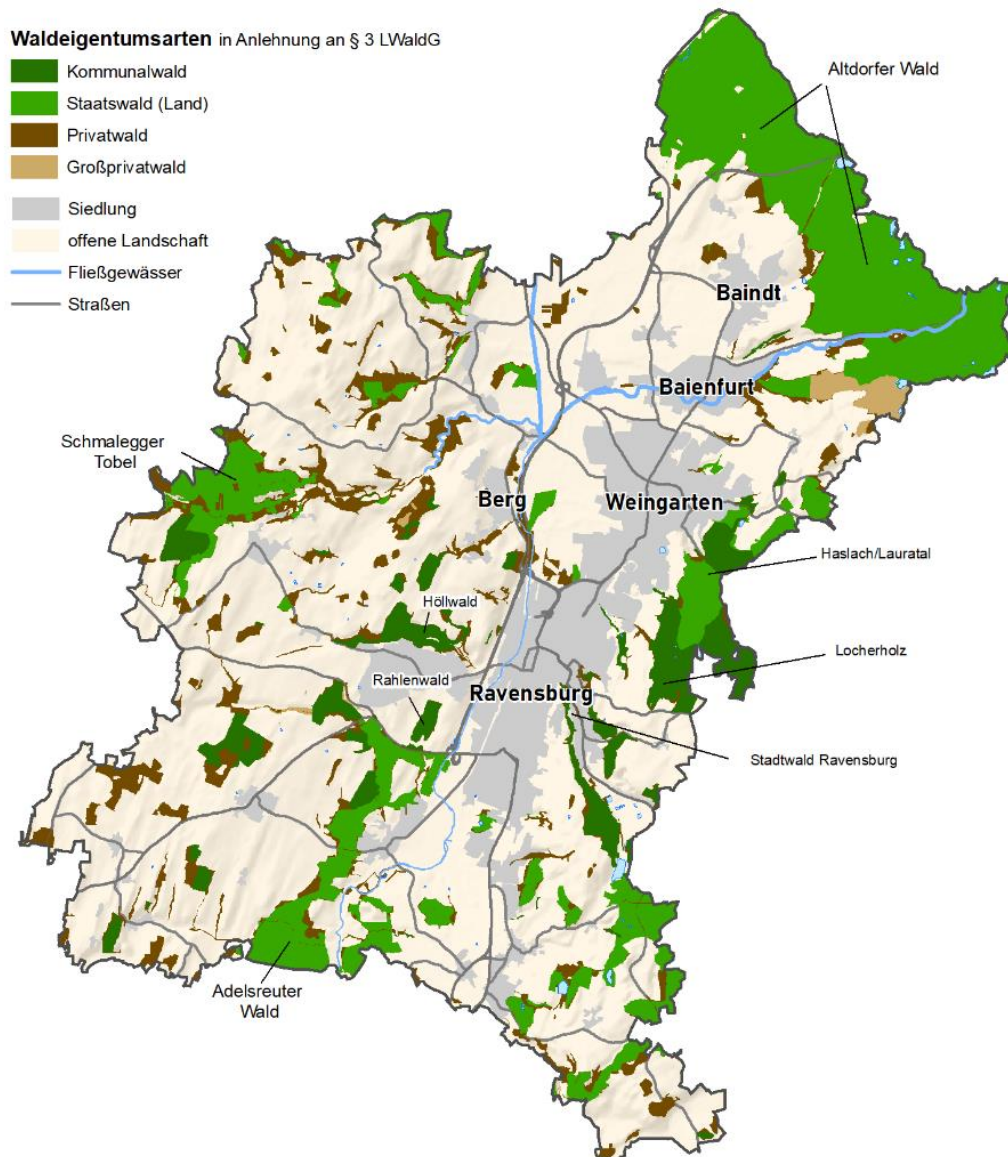 Waldeigentumsarten in Anlehnung an § 3 LWaldG
Kommunalwald
Staatswald (Land)
Privatwald
Großprivatwald
Siedlung
offene Landschaft
Fließgewässer
Straßen
Altdorfer Wald
Baindt
Baienfurt
Schmalegger
Tobel
Berg
Weingarten
Haslach/Lauratal
Höllwald
Locherholz
Rahlenwald
Ravensburg
Stadtwald Ravensburg
Adelsreuter
Wald